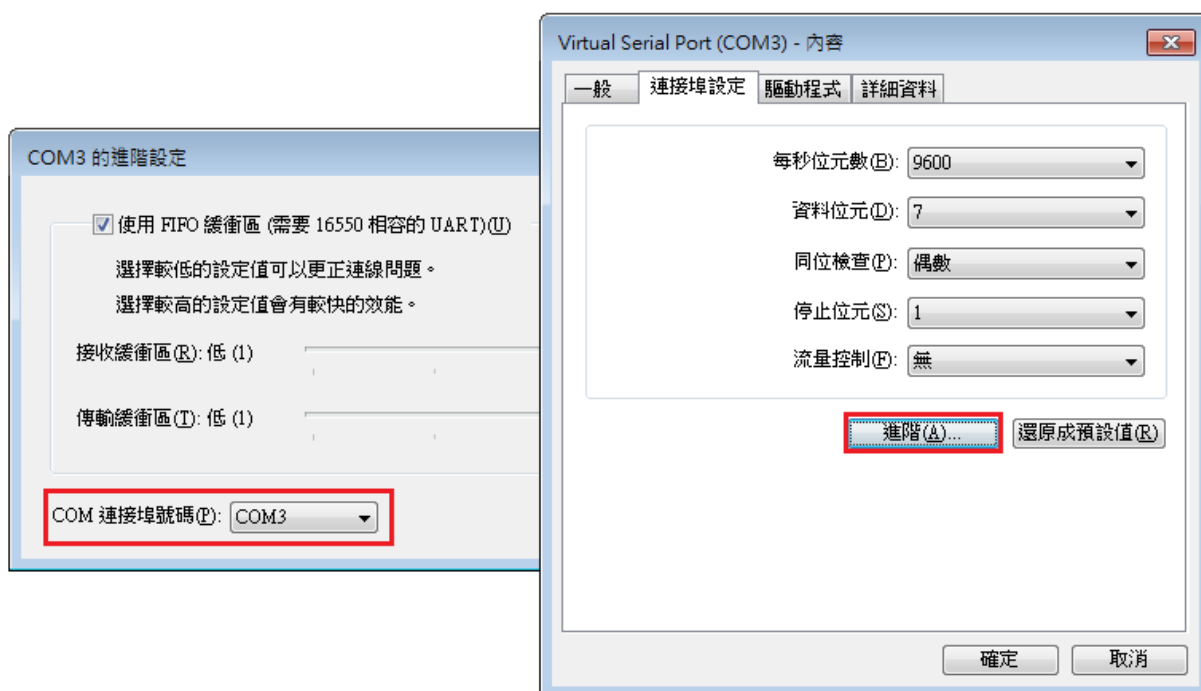 COM3 的進階設定
使用 FIFO 緩衝區 (需要 16550 相容的 UART)(U)
選擇較低的設定值可以更正連線問題。
選擇較高的設定值會有較快的效能。
接收緩衝區(R): 低 (1)
傳輸緩衝區(T): 低 (1)
COM 連接埠號碼(P): COM3
Virtual Serial Port (COM3) - 內容
一般 連接埠設定 驅動程式 詳細資料
每秒位元數(B): 9600
資料位元(D): 7
同位檢查(P): 偶數
停止位元(S): 1
流量控制(F): 無
進階(A)... 還原成預設值(R)
確定 取消